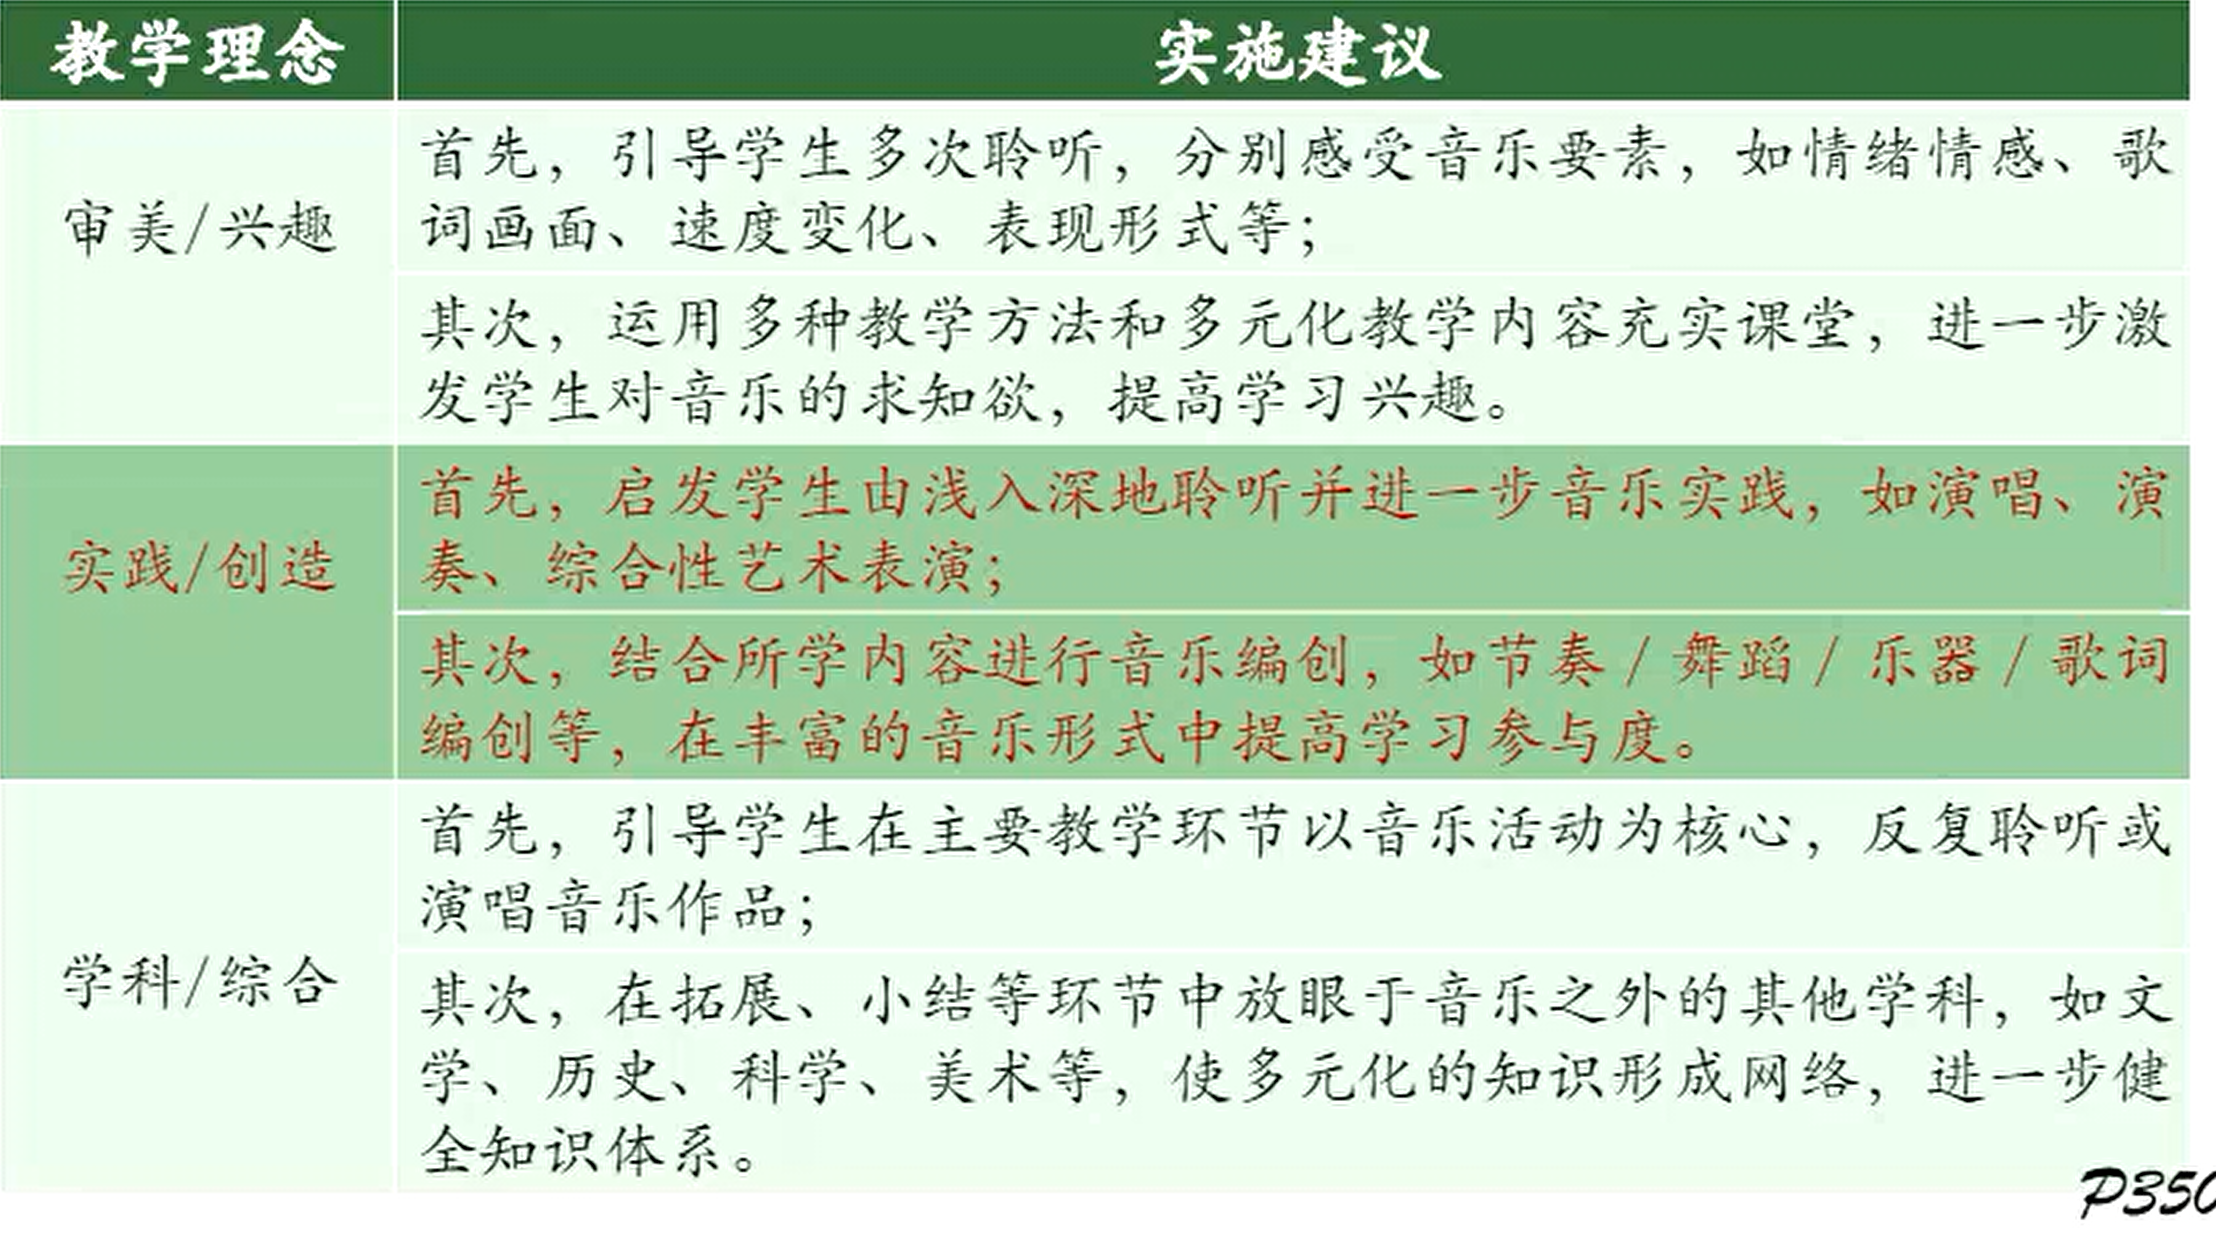 教学理念
实施建议
审美/兴趣
首先，引导学生多次聆听，分别感受音乐要素，如情绪情感、歌
词画面、速度变化、表现形式等；
其次，运用多种教学方法和多元化教学内容充实课堂，进一步激
发学生对音乐的求知欲，提高学习兴趣。
实践/创造
首先，启发学生由浅入深地聆听并进一步音乐实践，如演唱、演
奏、综合性艺术表演；
其次，结合所学内容进行音乐编创，如节奏/舞蹈/乐器/歌词
编创等，在丰富的音乐形式中提高学习参与度。
学科/综合
首先，引导学生在主要教学环节以音乐活动为核心，反复聆听或
演唱音乐作品；
其次，在拓展、小结等环节中放眼于音乐之外的其他学科，如文
学、历史、科学、美术等，使多元化的知识形成网络，进一步健
全知识体系。
P350